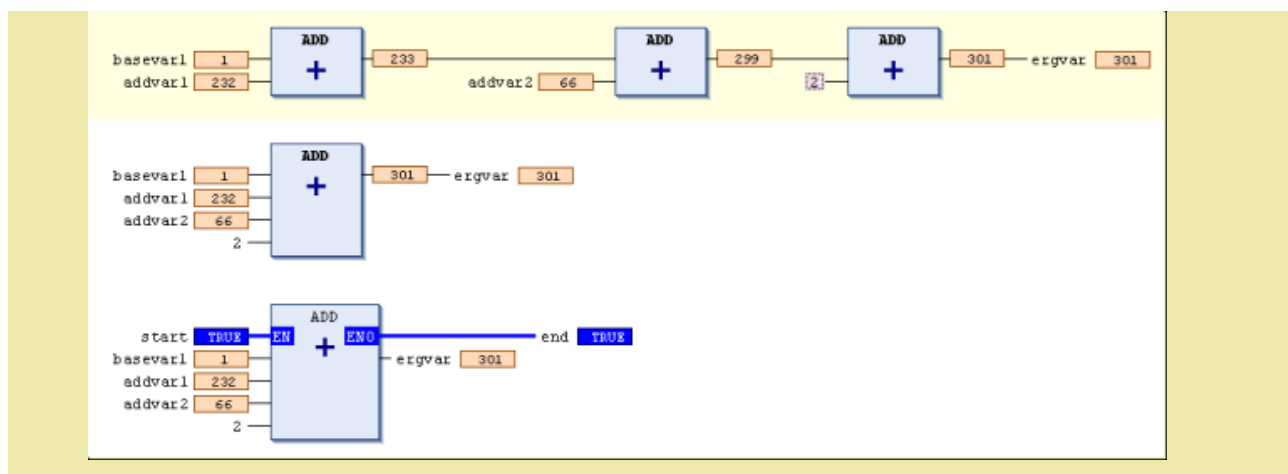 ADD ADD ADD
basevar1 1 233 299 301 ergvar 301
addvar1 232 + addvar2 66 + 2 +
ADD
basevar1 1 301 ergvar 301
addvar1 232 +
addvar2 66
2
ADD
start TRUE EN ENO end TRUE
basevar1 1 + ergvar 301
addvar1 232
addvar2 66
2